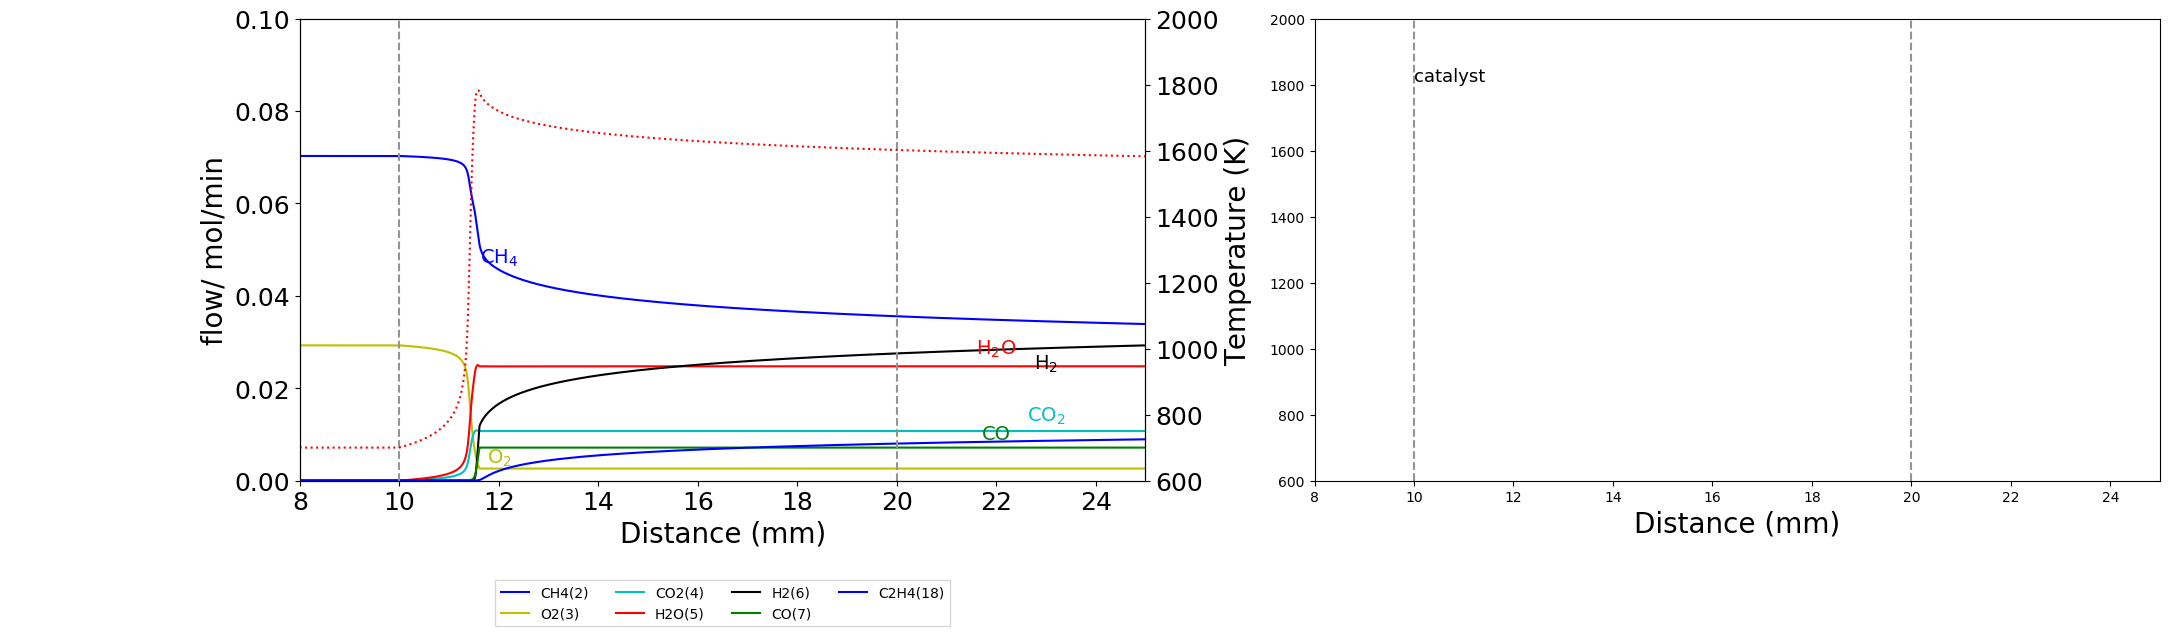 0.10
0.08
0.06
0.04
0.02
0.00
flow/ mol/min
8 10 12 14 16 18 20 22 24
Distance (mm)
2000
1800
1600
1400
1200
1000
800
600
Temperature (K)
CH₄
H₂O
H₂
CO₂
CO
O₂
CH4(2) CO2(4) H2(6) C2H4(18)
O2(3) H2O(5) CO(7)
2000
1800
1600
1400
1200
1000
800
600
catalyst
8 10 12 14 16 18 20 22 24
Distance (mm)